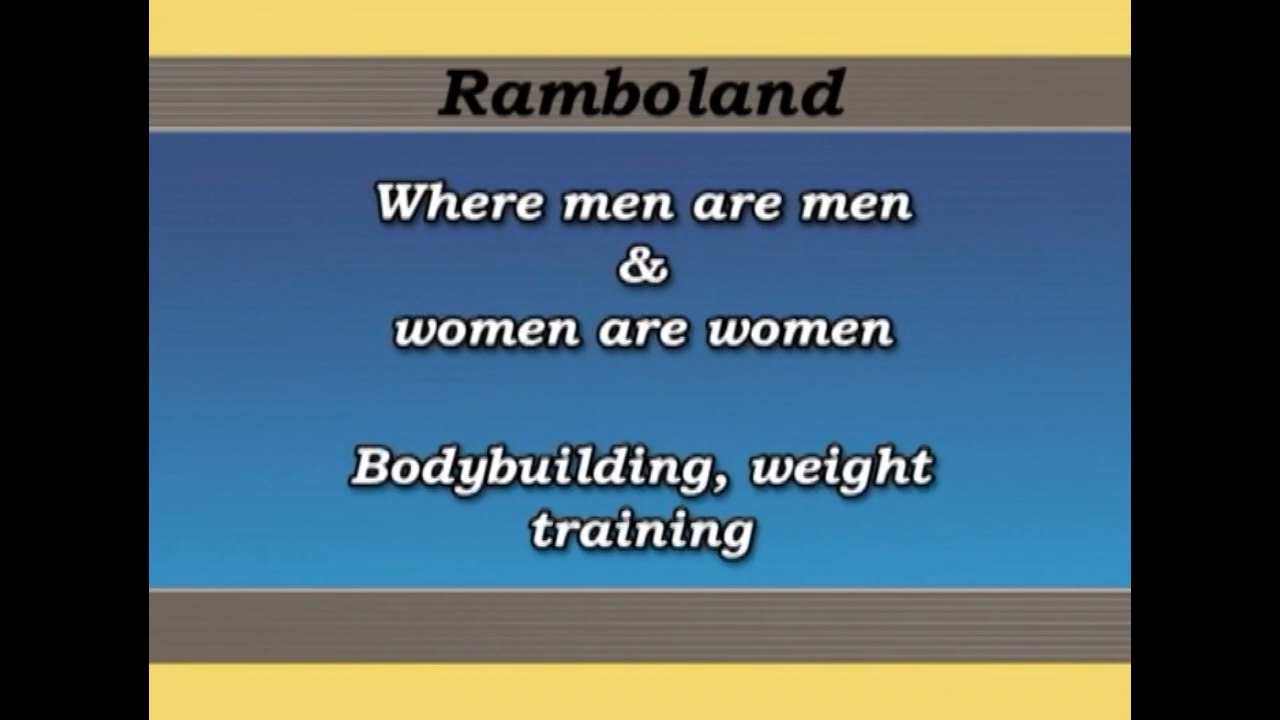 Ramboland
Where men are men
&
women are women
Bodybuilding, weight
training